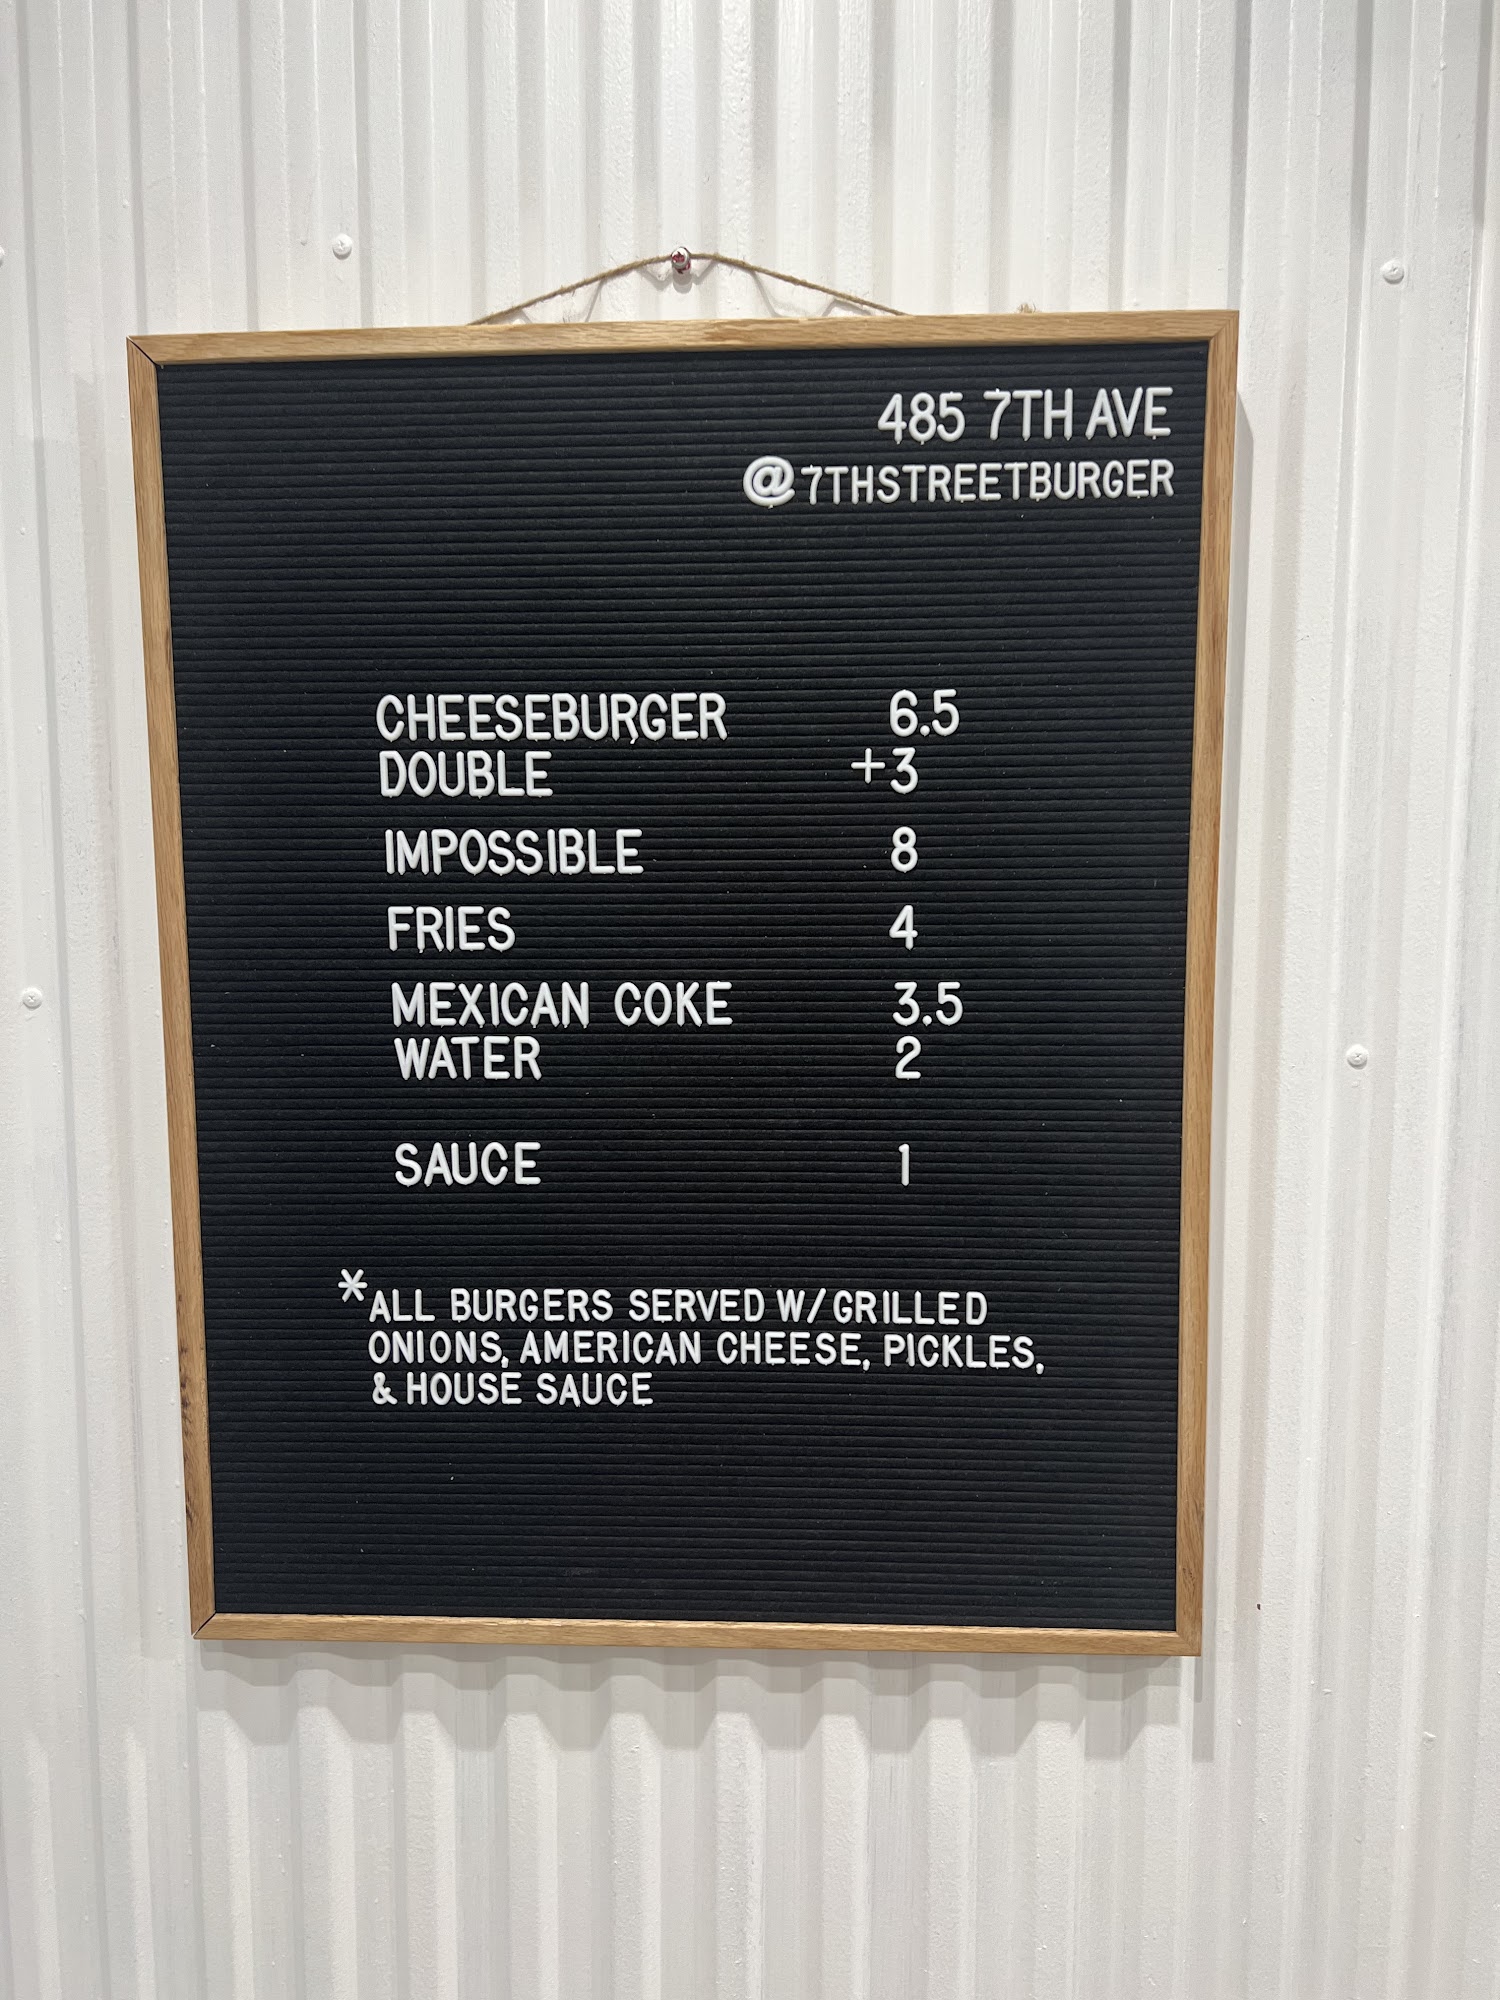 485 7TH AVE
@7THSTREETBURGER
CHEESEBURGER 6.5
DOUBLE +3
IMPOSSIBLE 8
FRIES 4
MEXICAN COKE 3.5
WATER 2
SAUCE 1
*ALL BURGERS SERVED W/GRILLED
ONIONS, AMERICAN CHEESE, PICKLES,
& HOUSE SAUCE